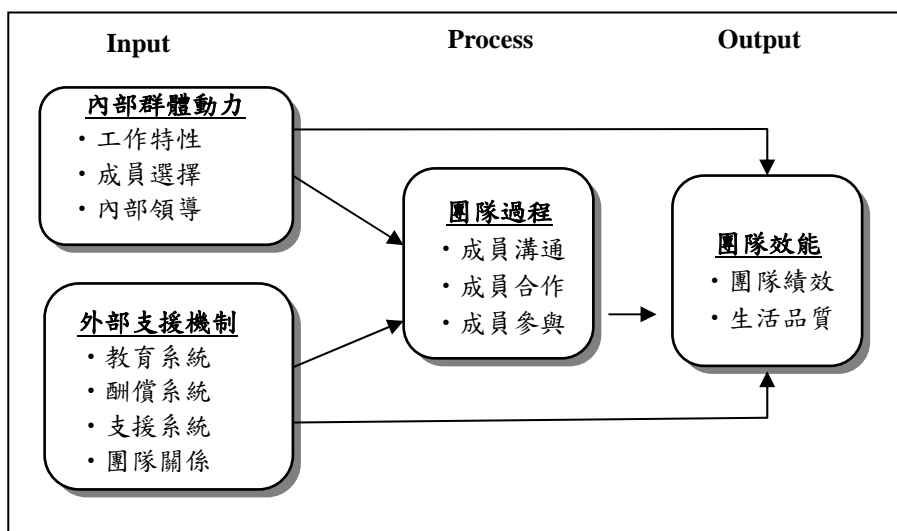 Input
Process
Output
內部群體動力
・工作特性
・成員選擇
・內部領導
外部支援機制
・教育系統
・酬償系統
・支援系統
・團隊關係
團隊過程
・成員溝通
・成員合作
・成員參與
團隊效能
・團隊績效
・生活品質